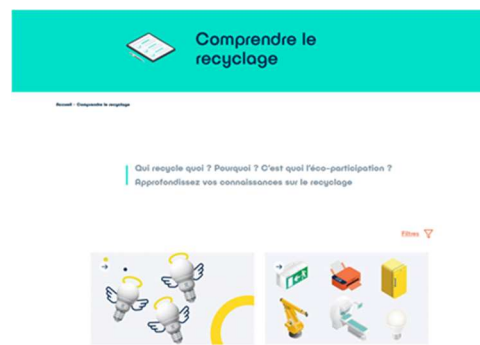 Comprendre le
recyclage
Accueil - Comprendre le recyclage
Qui recycle quoi ? Pourquoi ? C'est quoi l'éco-participation ?
Approfondissez vos connaissances sur le recyclage
Filtres